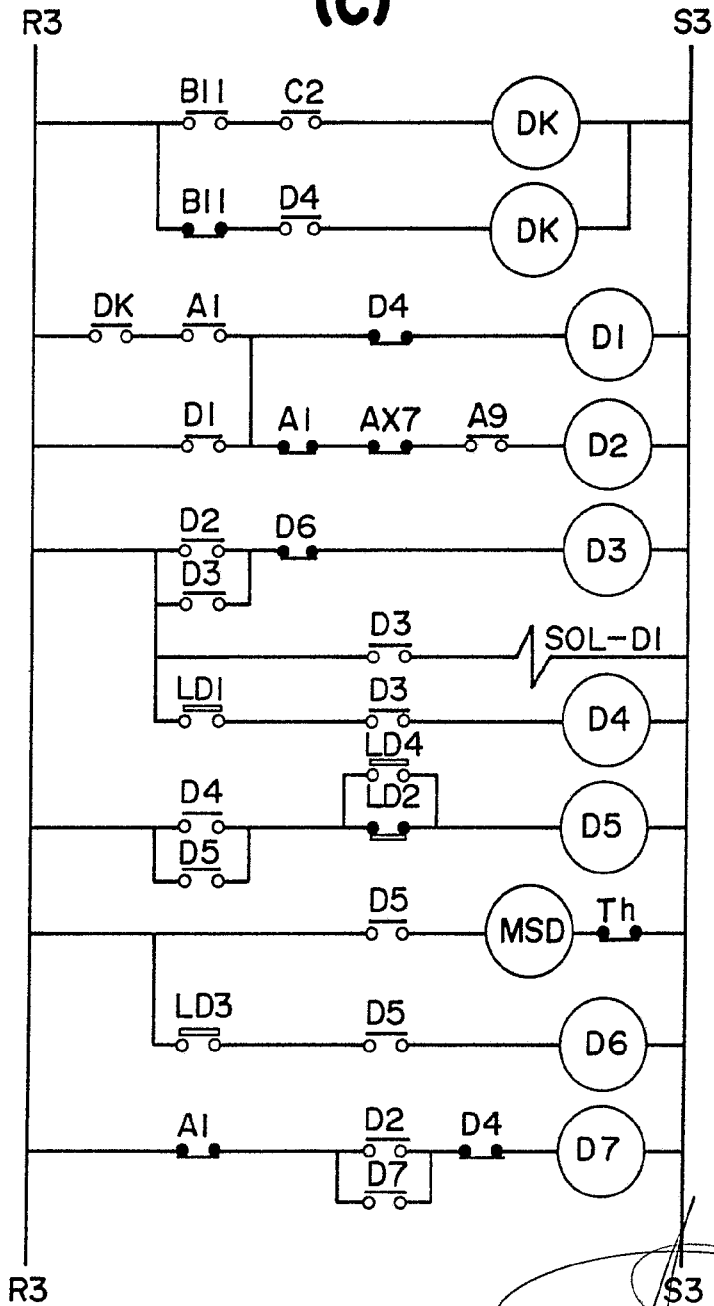 (C)
R3 S3
B11 C2 DK
B11 D4 DK
DK A1 D4 D1
D1 A1 AX7 A9 D2
D2 D6 D3
D3
D3 SOL-D1
LD1 D3 D4
LD4
D4 LD2 D5
D5
D5 MSD Th
LD3 D5 D6
A1 D2 D4 D7
D7
R3 S3